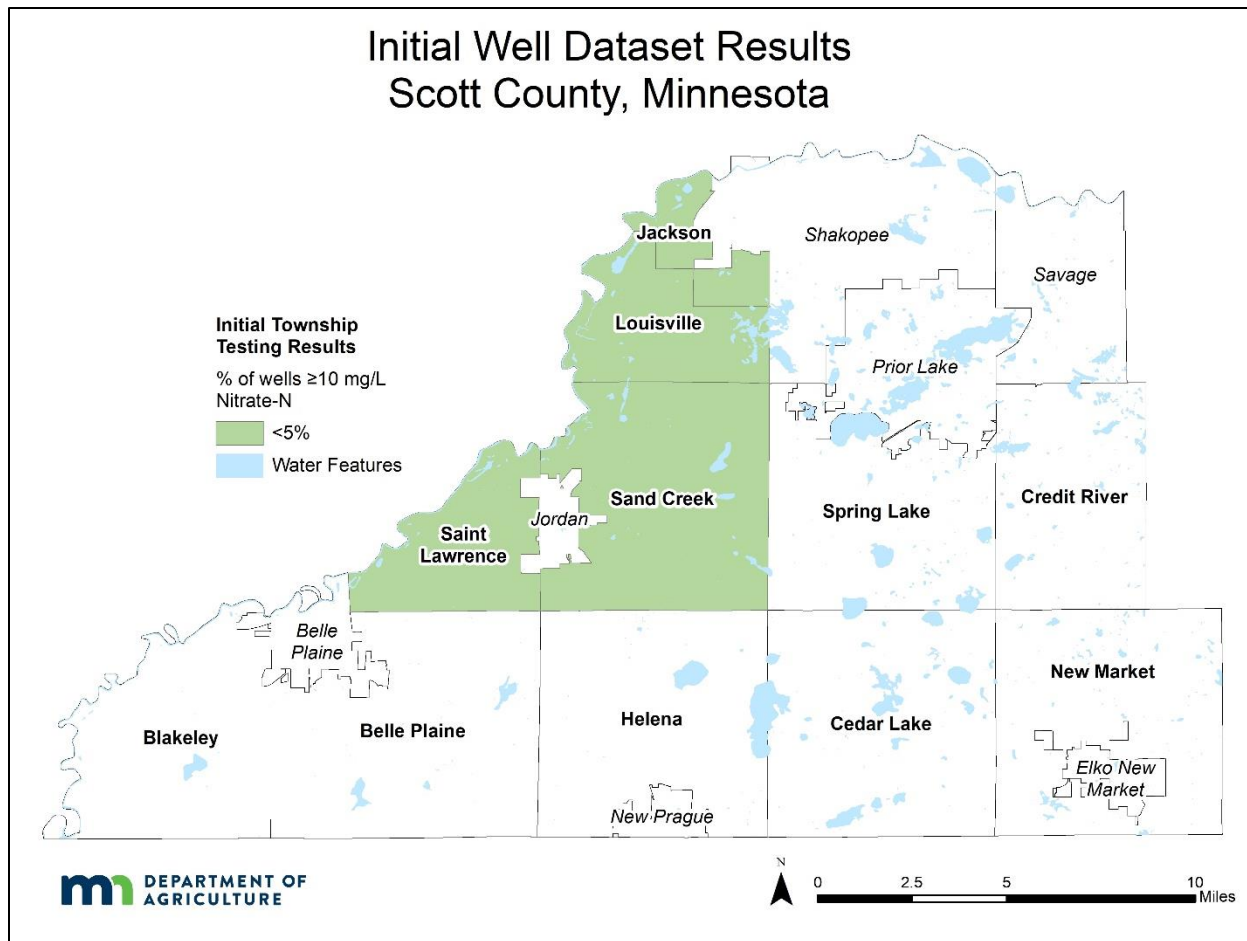 Initial Well Dataset Results
Scott County, Minnesota
Jackson
Shakopee
Savage
Initial Township
Testing Results
% of wells ≥10 mg/L
Nitrate-N
<5%
Water Features
Louisville
Prior Lake
Sand Creek
Jordan
Saint
Lawrence
Spring Lake
Credit River
Belle
Plaine
Blakeley
Belle Plaine
Helena
Cedar Lake
New Market
New Prague
Elko New
Market
mn DEPARTMENT OF
AGRICULTURE
N
0 2.5 5 10
Miles